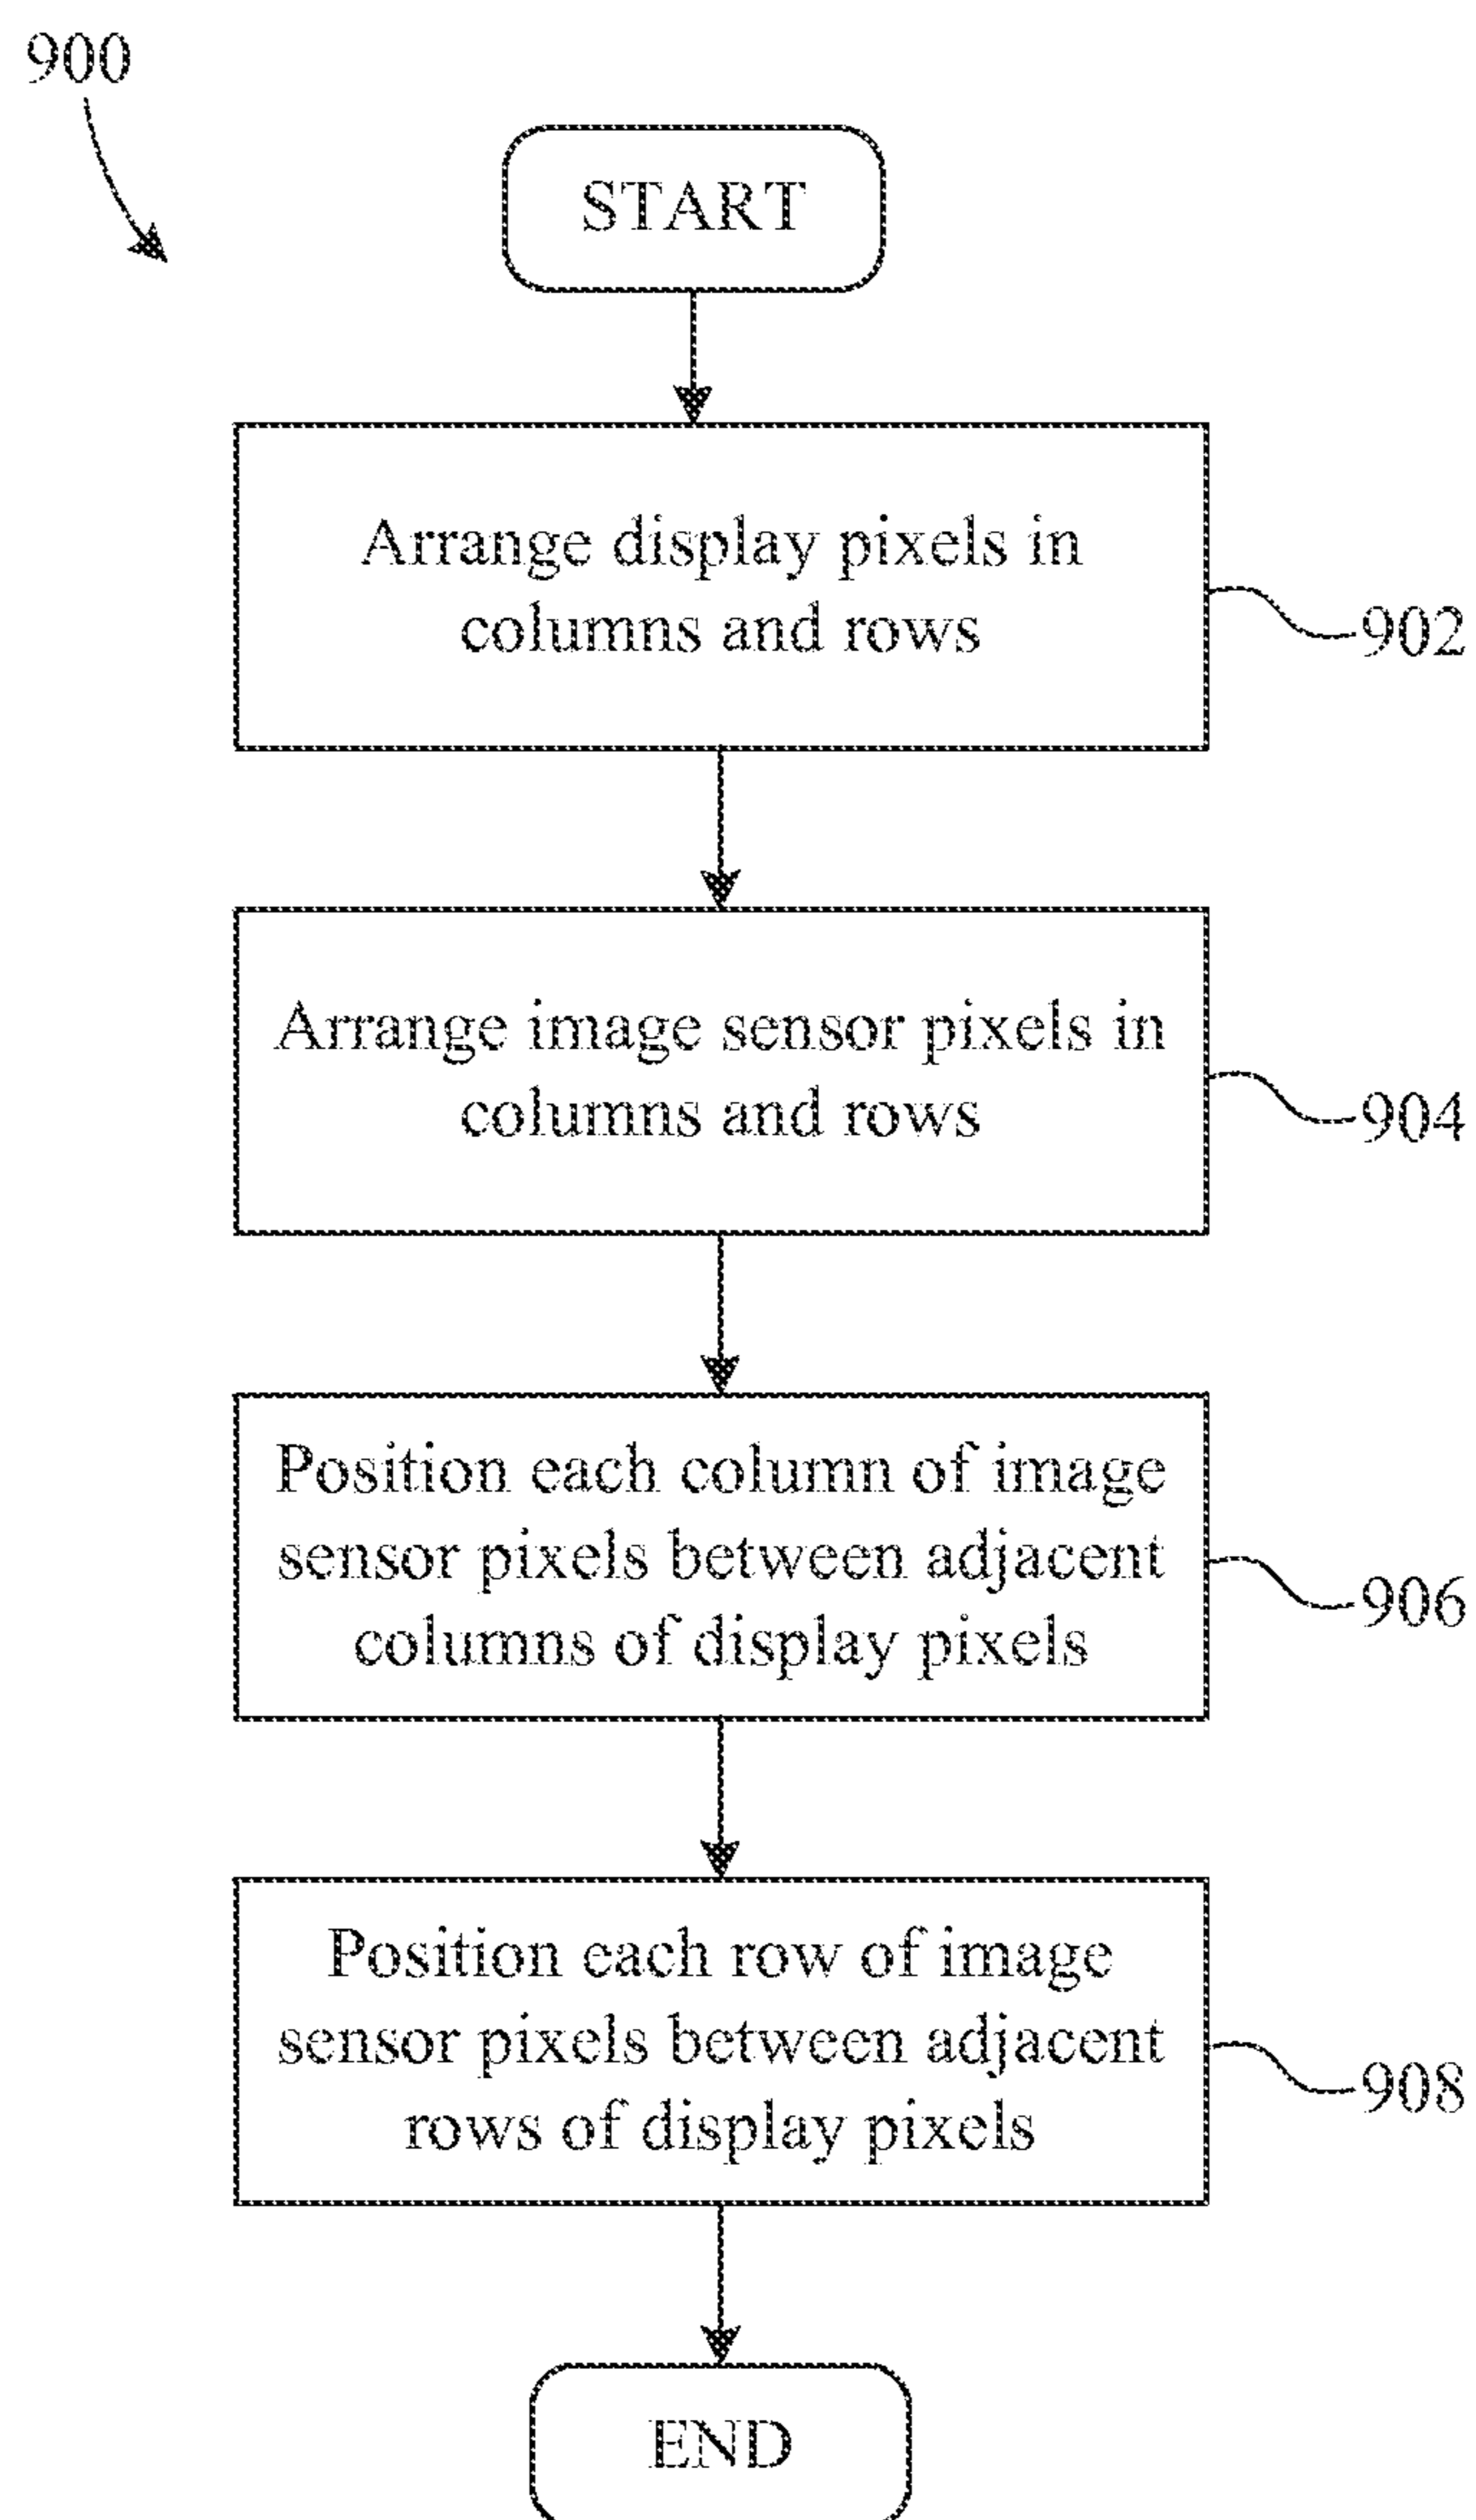 900
START
Arrange display pixels in
columns and rows
902
Arrange image sensor pixels in
columns and rows
904
Position each column of image
sensor pixels between adjacent
columns of display pixels
906
Position each row of image
sensor pixels between adjacent
rows of display pixels
908
END